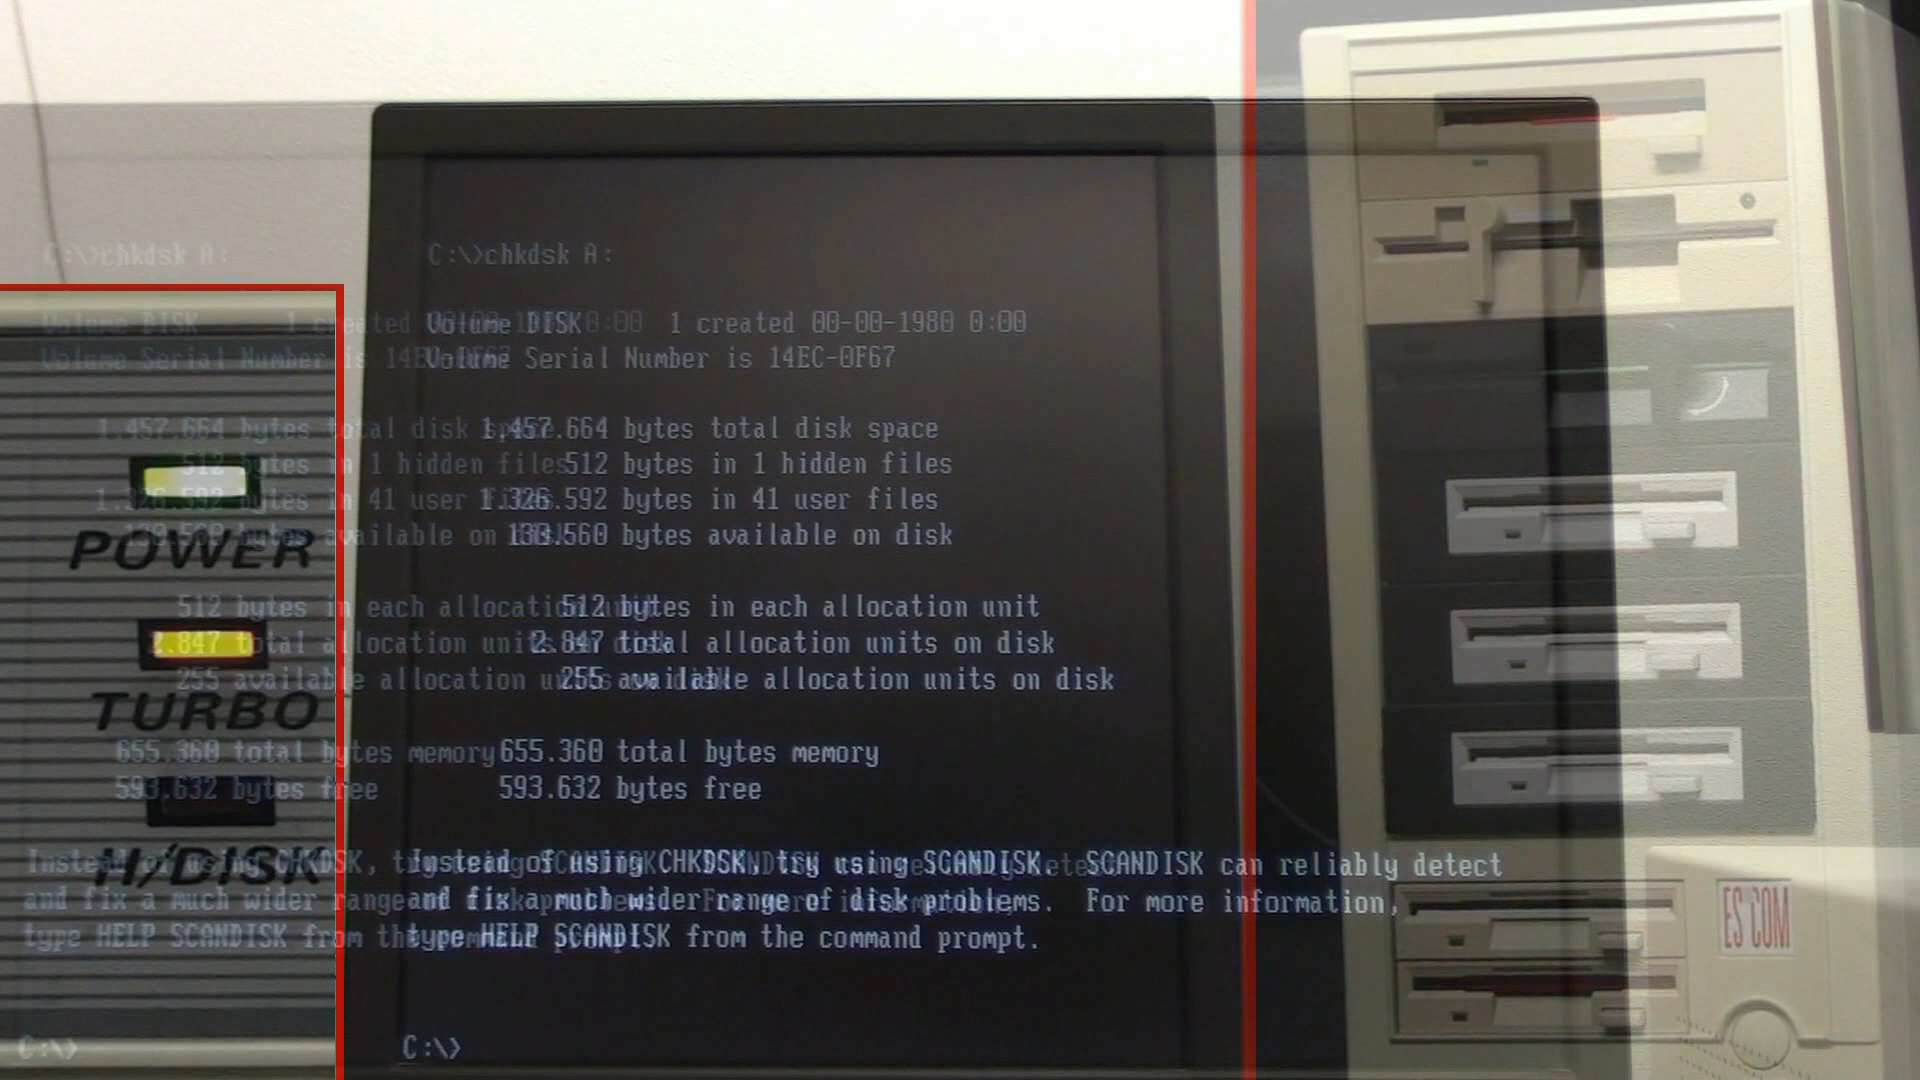 C:\>chkdsk A:
Volume DISK      1 created 00-00-1980 0:00
Volume Serial Number is 14EC-0F67
1.457.664 bytes total disk space
512 bytes in 1 hidden files
1.326.592 bytes in 41 user files
130.560 bytes available on disk
512 bytes in each allocation unit
2.847 total allocation units on disk
255 available allocation units on disk
655.360 total bytes memory
593.632 bytes free
Instead of using CHKDSK, try using SCANDISK.  SCANDISK can reliably detect
and fix a much wider range of disk problems.  For more information,
type HELP SCANDISK from the command prompt.
C:\>
POWER
TURBO
H/DISK
ESCOM